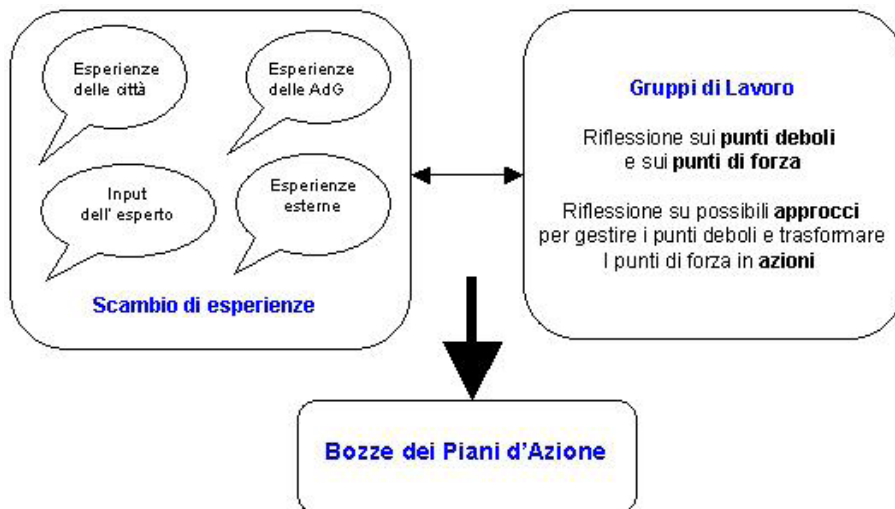 Esperienze
delle città
Esperienze
delle AdG
Input
dell' esperto
Esperienze
esterne
Scambio di esperienze
Gruppi di Lavoro
Riflessione sui punti deboli
e sui punti di forza
Riflessione su possibili approcci
per gestire i punti deboli e trasformare
I punti di forza in azioni
Bozze dei Piani d'Azione